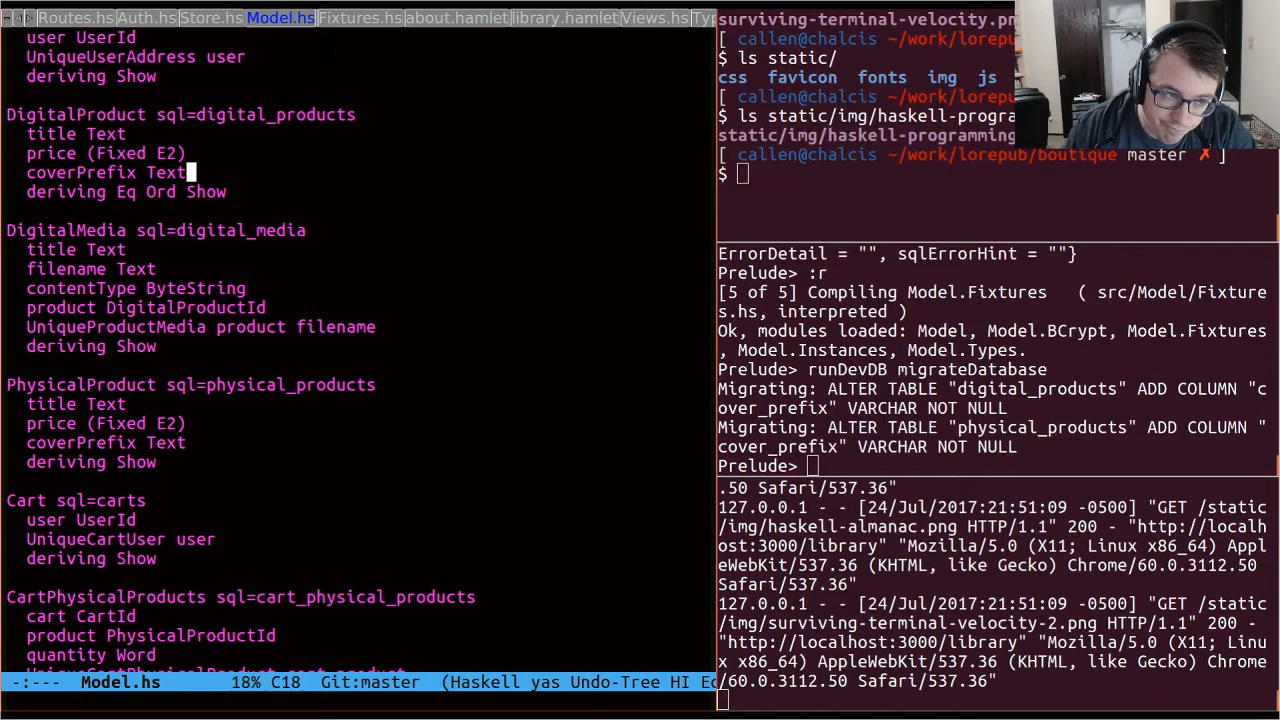 Routes.hs Auth.hs Store.hs Model.hs Fixtures.hs about.hamlet library.hamlet Views.hs Ty
user UserId
UniqueUserAddress user
deriving Show
DigitalProduct sql=digital_products
title Text
price (Fixed E2)
coverPrefix Text
deriving Eq Ord Show
DigitalMedia sql=digital_media
title Text
filename Text
contentType ByteString
product DigitalProductId
UniqueProductMedia product filename
deriving Show
PhysicalProduct sql=physical_products
title Text
price (Fixed E2)
coverPrefix Text
deriving Show
Cart sql=carts
user UserId
UniqueCartUser user
deriving Show
CartPhysicalProducts sql=cart_physical_products
cart CartId
product PhysicalProductId
quantity Word
UniqueCartPhysicalProduct cart product
-:--- Model.hs 18% C18 Git:master (Haskell yas Undo-Tree HI Ec
surviving-terminal-velocity.pn
[ callen@chalcis ~/work/lorepub
$ ls static/
css favicon fonts img js
[ callen@chalcis ~/work/lorepub
$ ls static/img/haskell-progra
static/img/haskell-programming
[ callen@chalcis ~/work/lorepub/boutique master ✗ ]
$
ErrorDetail = "", sqlErrorHint = ""}
Prelude> :r
[5 of 5] Compiling Model.Fixtures ( src/Model/Fixture
s.hs, interpreted )
Ok, modules loaded: Model, Model.BCrypt, Model.Fixtures
, Model.Instances, Model.Types.
Prelude> runDevDB migrateDatabase
Migrating: ALTER TABLE "digital_products" ADD COLUMN "c
over_prefix" VARCHAR NOT NULL
Migrating: ALTER TABLE "physical_products" ADD COLUMN "
cover_prefix" VARCHAR NOT NULL
Prelude>
.50 Safari/537.36"
127.0.0.1 - - [24/Jul/2017:21:51:09 -0500] "GET /static
/img/haskell-almanac.png HTTP/1.1" 200 - "http://localh
ost:3000/library" "Mozilla/5.0 (X11; Linux x86_64) Appl
eWebKit/537.36 (KHTML, like Gecko) Chrome/60.0.3112.50
Safari/537.36"
127.0.0.1 - - [24/Jul/2017:21:51:09 -0500] "GET /static
/img/surviving-terminal-velocity-2.png HTTP/1.1" 200 -
"http://localhost:3000/library" "Mozilla/5.0 (X11; Linu
x x86_64) AppleWebKit/537.36 (KHTML, like Gecko) Chrome
/60.0.3112.50 Safari/537.36"